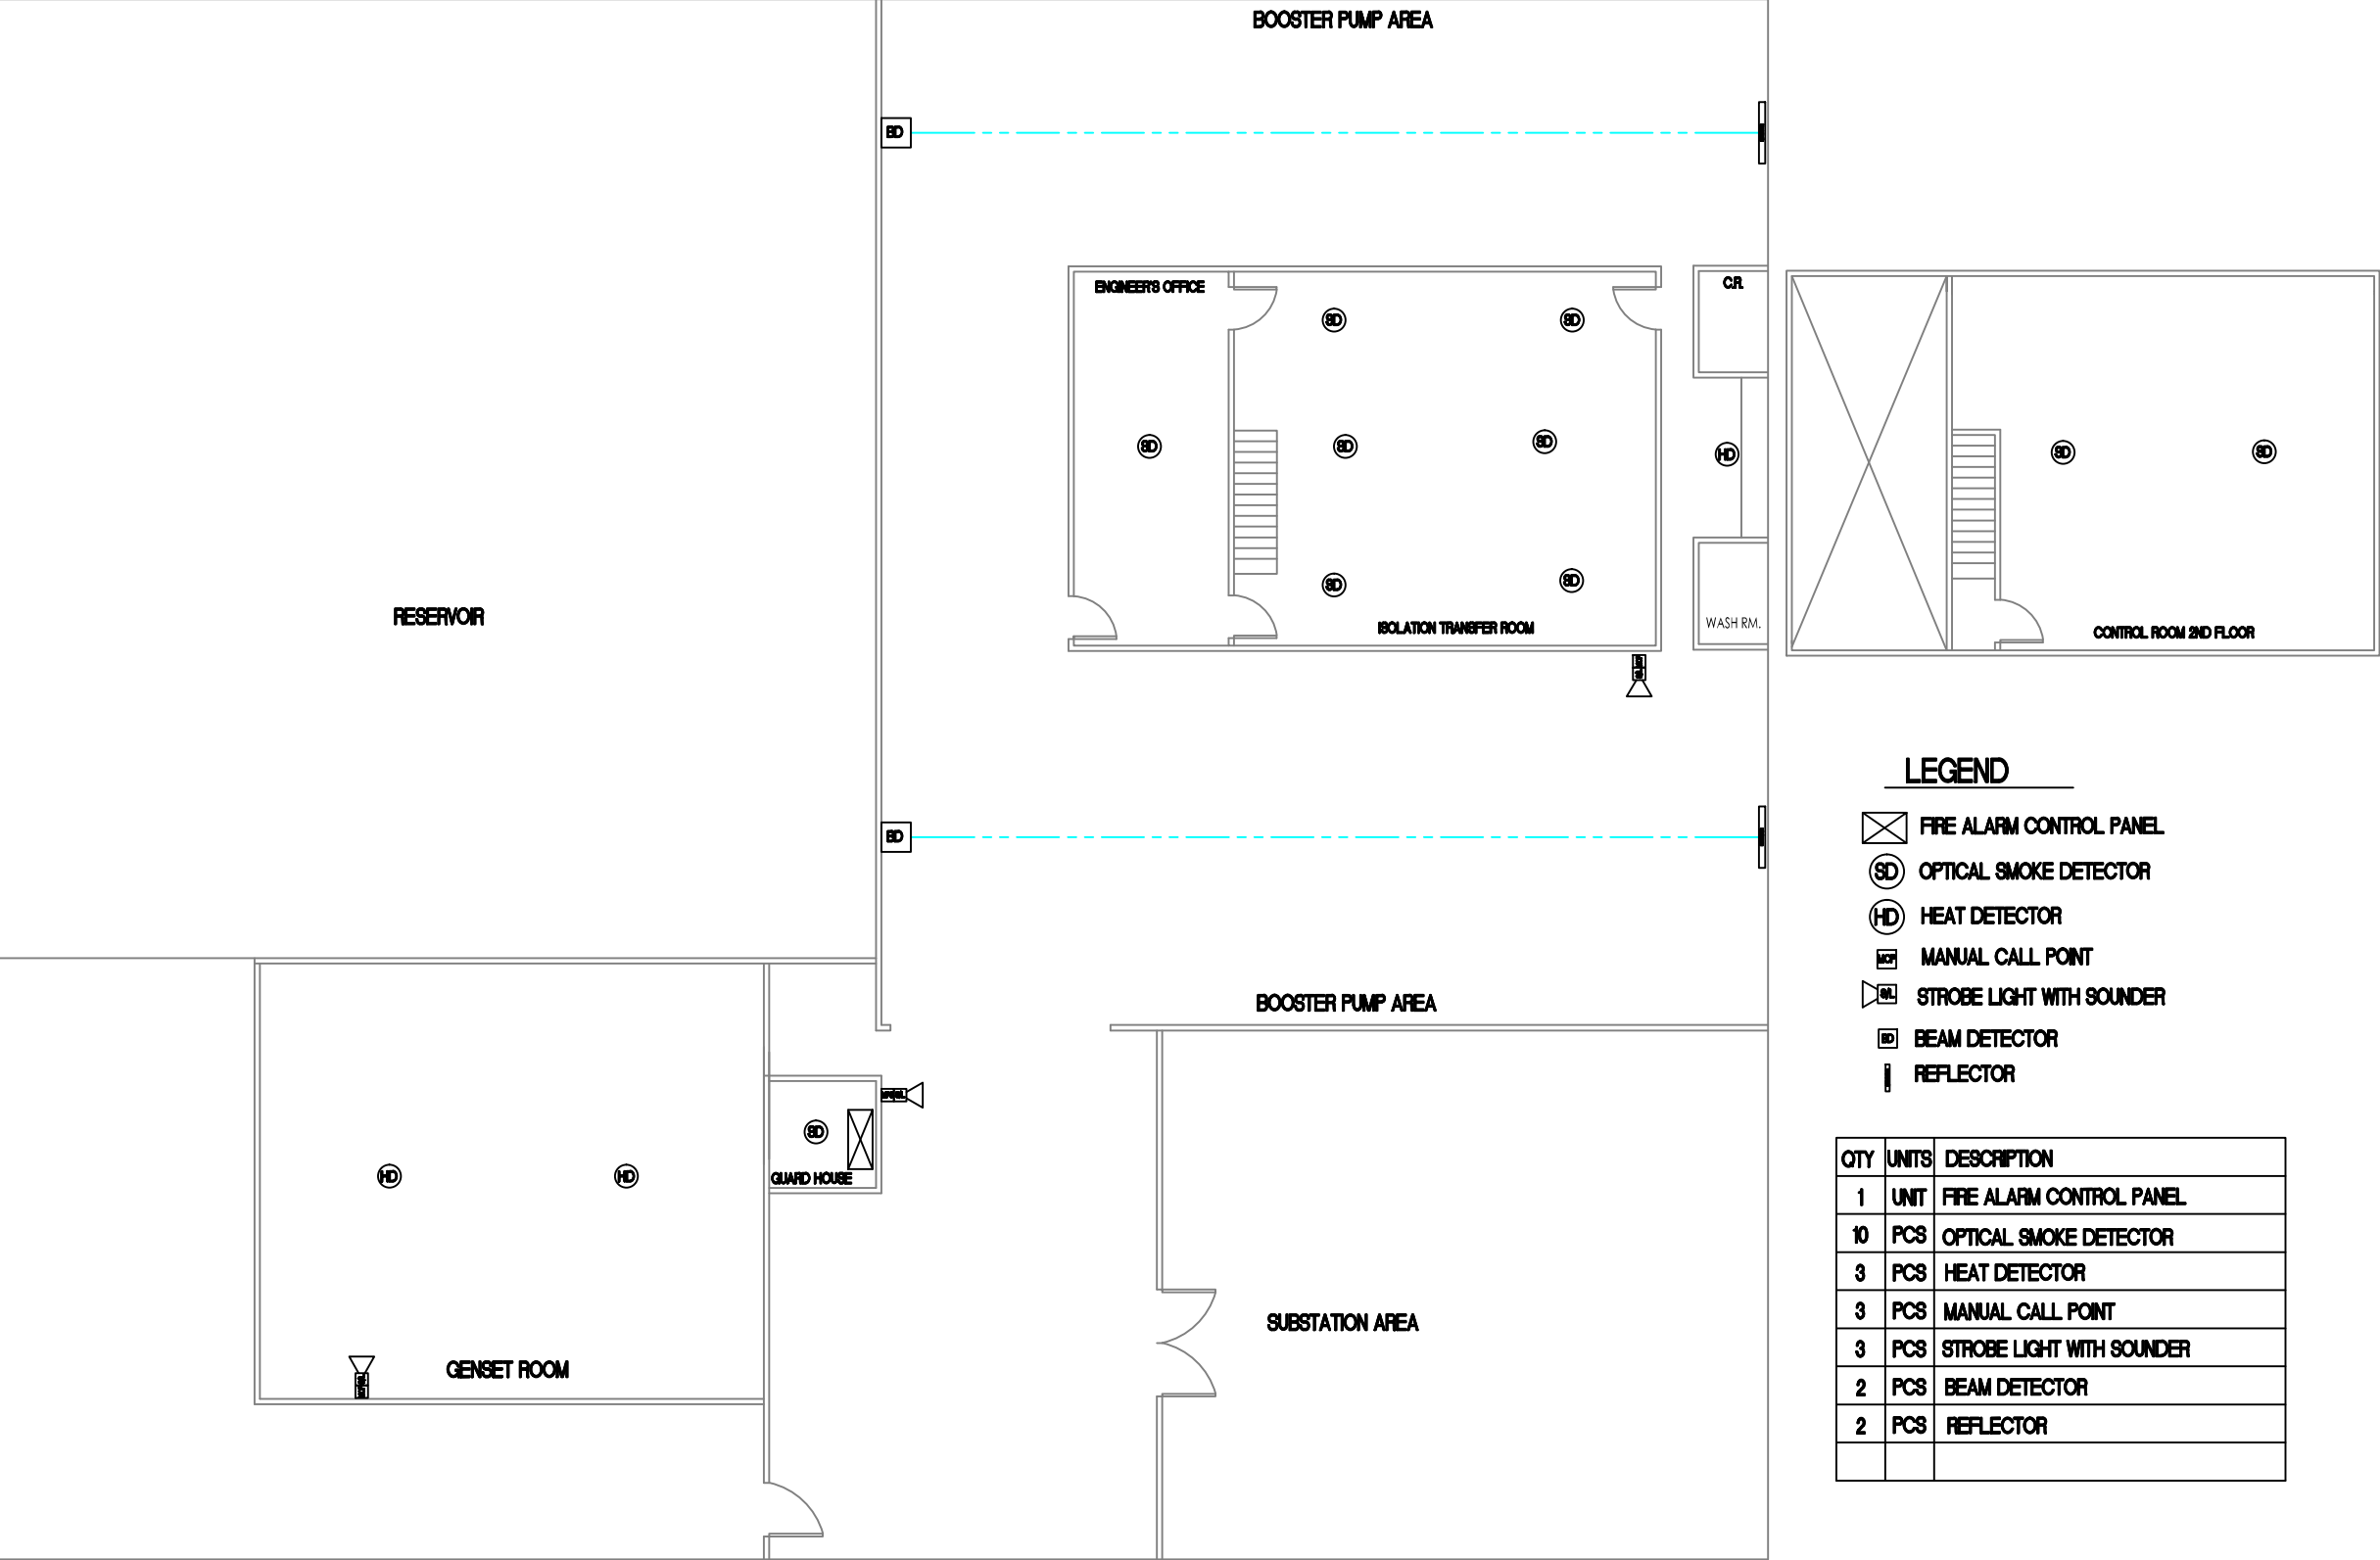 BOOSTER PUMP AREA
BD
ENGINEER'S OFFICE
C.R.
SD
SD
SD
SD
SD
HD
SD
SD
SD
SD
RESERVOIR
ISOLATION TRANSFER ROOM
WASH RM.
CONTROL ROOM 2ND FLOOR
BD
BOOSTER PUMP AREA
SD
GUARD HOUSE
HD
HD
GENSET ROOM
SUBSTATION AREA
LEGEND
FIRE ALARM CONTROL PANEL
SD OPTICAL SMOKE DETECTOR
HD HEAT DETECTOR
MCP MANUAL CALL POINT
S/L STROBE LIGHT WITH SOUNDER
BD BEAM DETECTOR
REFLECTOR
QTY UNITS DESCRIPTION
1 UNIT FIRE ALARM CONTROL PANEL
10 PCS OPTICAL SMOKE DETECTOR
3 PCS HEAT DETECTOR
3 PCS MANUAL CALL POINT
3 PCS STROBE LIGHT WITH SOUNDER
2 PCS BEAM DETECTOR
2 PCS REFLECTOR